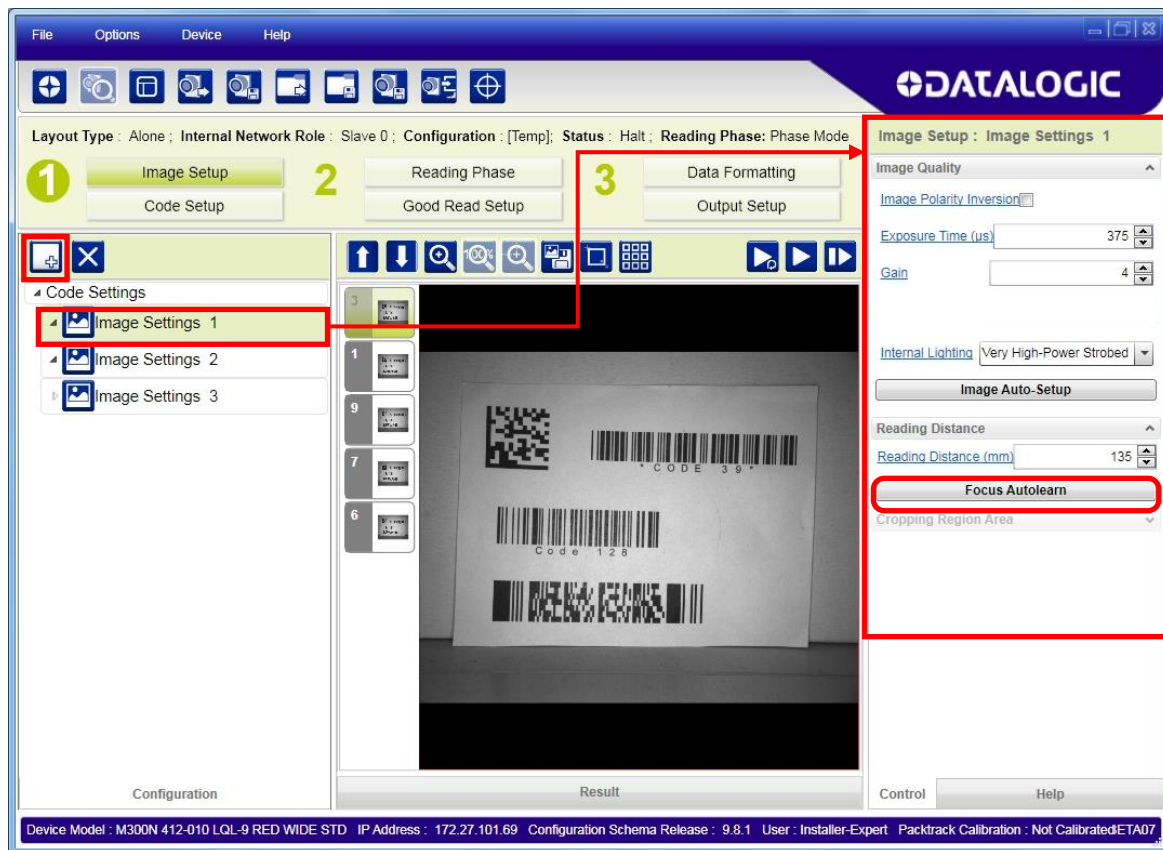 File Options Device Help
DATALOGIC
Layout Type : Alone ; Internal Network Role : Slave 0 ; Configuration : [Temp]; Status : Halt ; Reading Phase: Phase Mode
1 Image Setup 2 Reading Phase 3 Data Formatting
Code Setup Good Read Setup Output Setup
Code Settings
Image Settings 1
Image Settings 2
Image Settings 3
Configuration
100%
3
1
9
7
6
* CODE 39 *
Code 128
Result
Image Setup : Image Settings 1
Image Quality
Image Polarity Inversion
Exposure Time (µs) 375
Gain 4
Internal Lighting Very High-Power Strobed
Image Auto-Setup
Reading Distance
Reading Distance (mm) 135
Focus Autolearn
Cropping Region Area
Control Help
Device Model : M300N 412-010 LQL-9 RED WIDE STD IP Address : 172.27.101.69 Configuration Schema Release : 9.8.1 User : Installer-Expert Packtrack Calibration : Not Calibrated ETA07